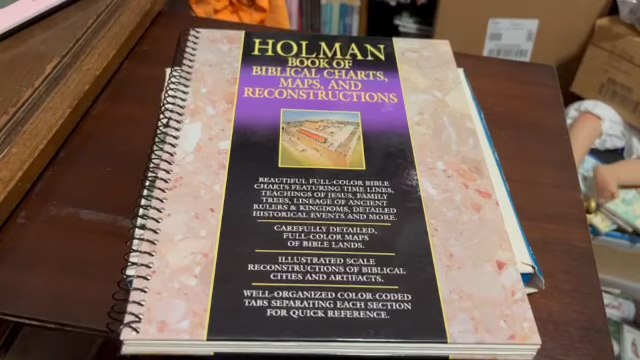 HOLMAN
BOOK OF
BIBLICAL CHARTS,
MAPS, AND
RECONSTRUCTIONS
BEAUTIFUL FULL-COLOR BIBLE
CHARTS FEATURING TIME LINES,
TEACHINGS OF JESUS, FAMILY
TREES, LINEAGE OF ANCIENT
RULERS & KINGDOMS, DETAILED
HISTORICAL EVENTS AND MORE.
CAREFULLY DETAILED,
FULL-COLOR MAPS
OF BIBLE LANDS.
ILLUSTRATED SCALE
RECONSTRUCTIONS OF BIBLICAL
CITIES AND ARTIFACTS.
WELL-ORGANIZED COLOR-CODED
TABS SEPARATING EACH SECTION
FOR QUICK REFERENCE.